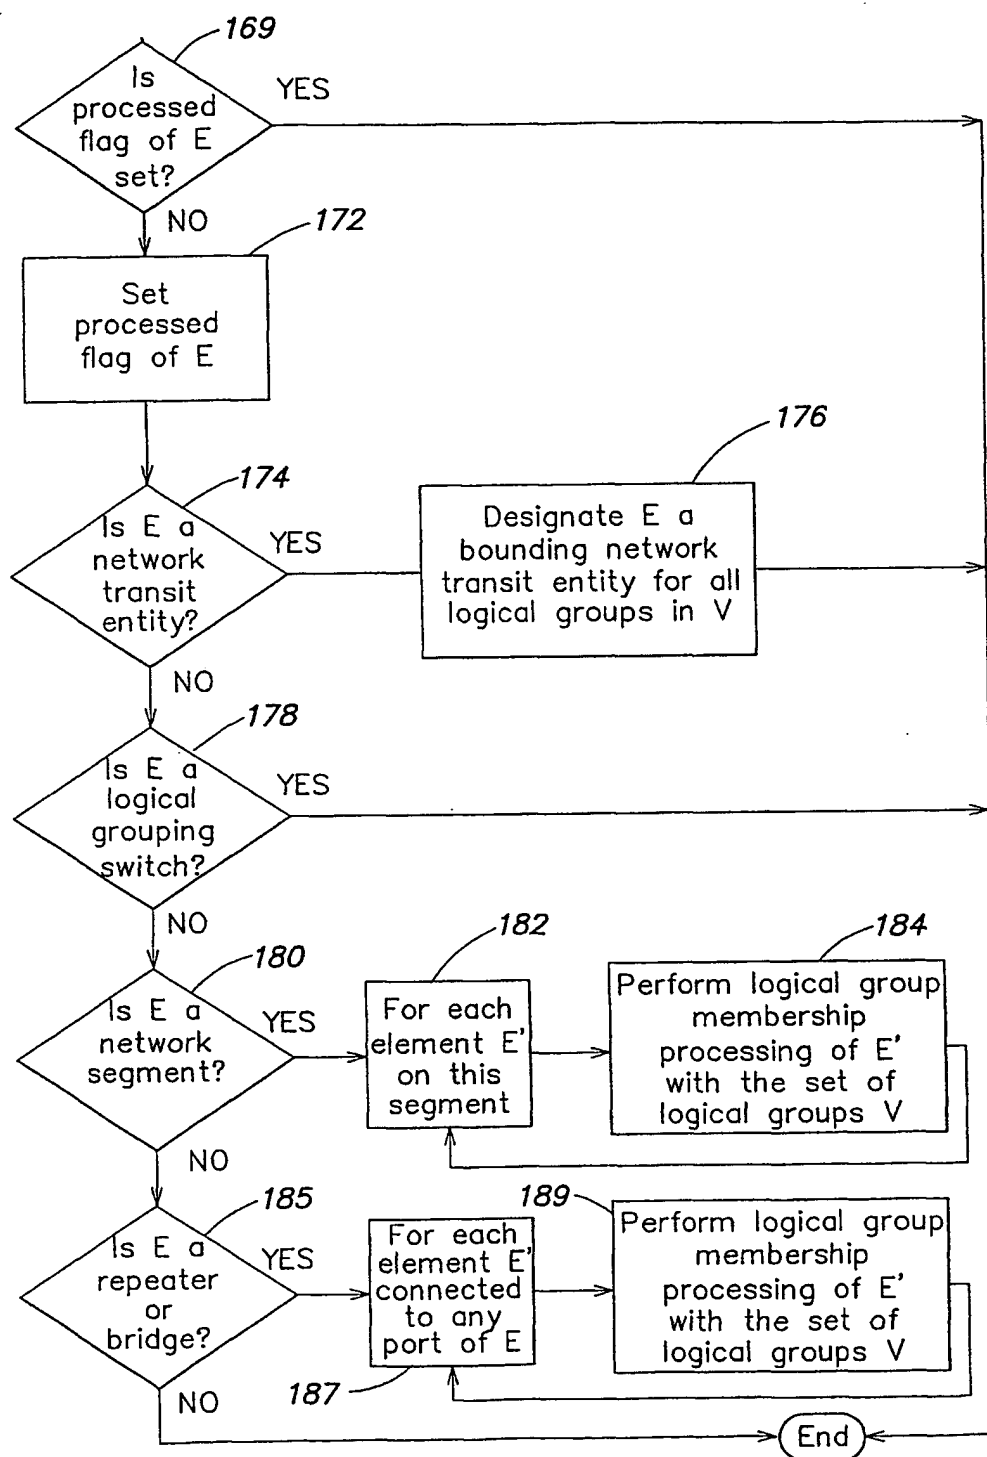 169
Is
processed
flag of E
set?
YES
NO
172
Set
processed
flag of E
174
Is E a
network
transit
entity?
YES
176
Designate E a
bounding network
transit entity for all
logical groups in V
NO
178
Is E a
logical
grouping
switch?
YES
NO
180
Is E a
network
segment?
YES
182
For each
element E'
on this
segment
184
Perform logical group
membership
processing of E'
with the set of
logical groups V
NO
185
Is E a
repeater
or
bridge?
YES
For each
element E'
connected
to any
port of E
187
189
Perform logical group
membership
processing of E'
with the set of
logical groups V
NO
End